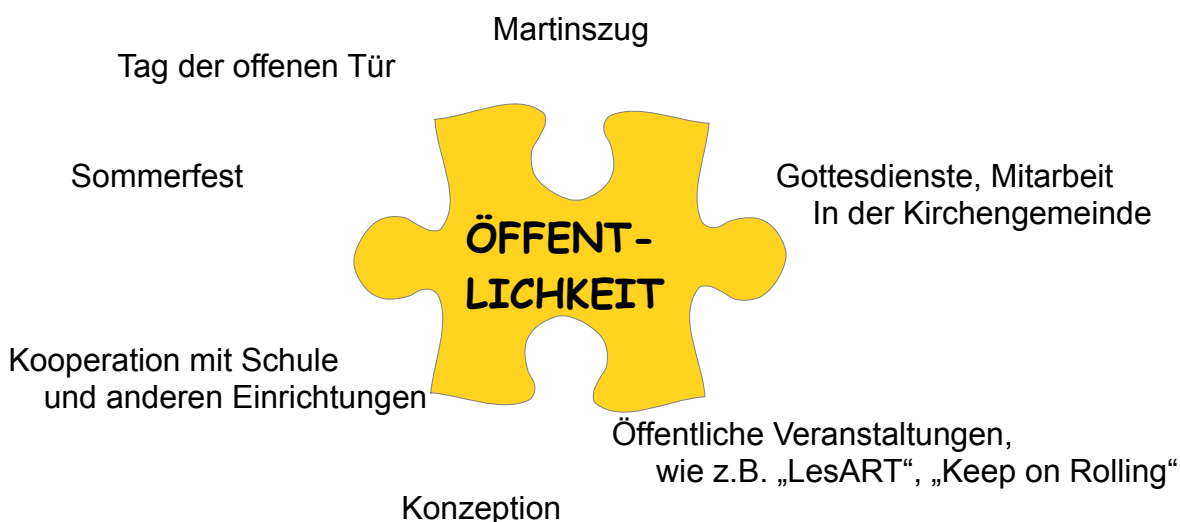 Martinszug
Tag der offenen Tür
Sommerfest
Gottesdienste, Mitarbeit
In der Kirchengemeinde
ÖFFENT-
LICHKEIT
Kooperation mit Schule
und anderen Einrichtungen
Öffentliche Veranstaltungen,
wie z.B. „LesART“, „Keep on Rolling“
Konzeption